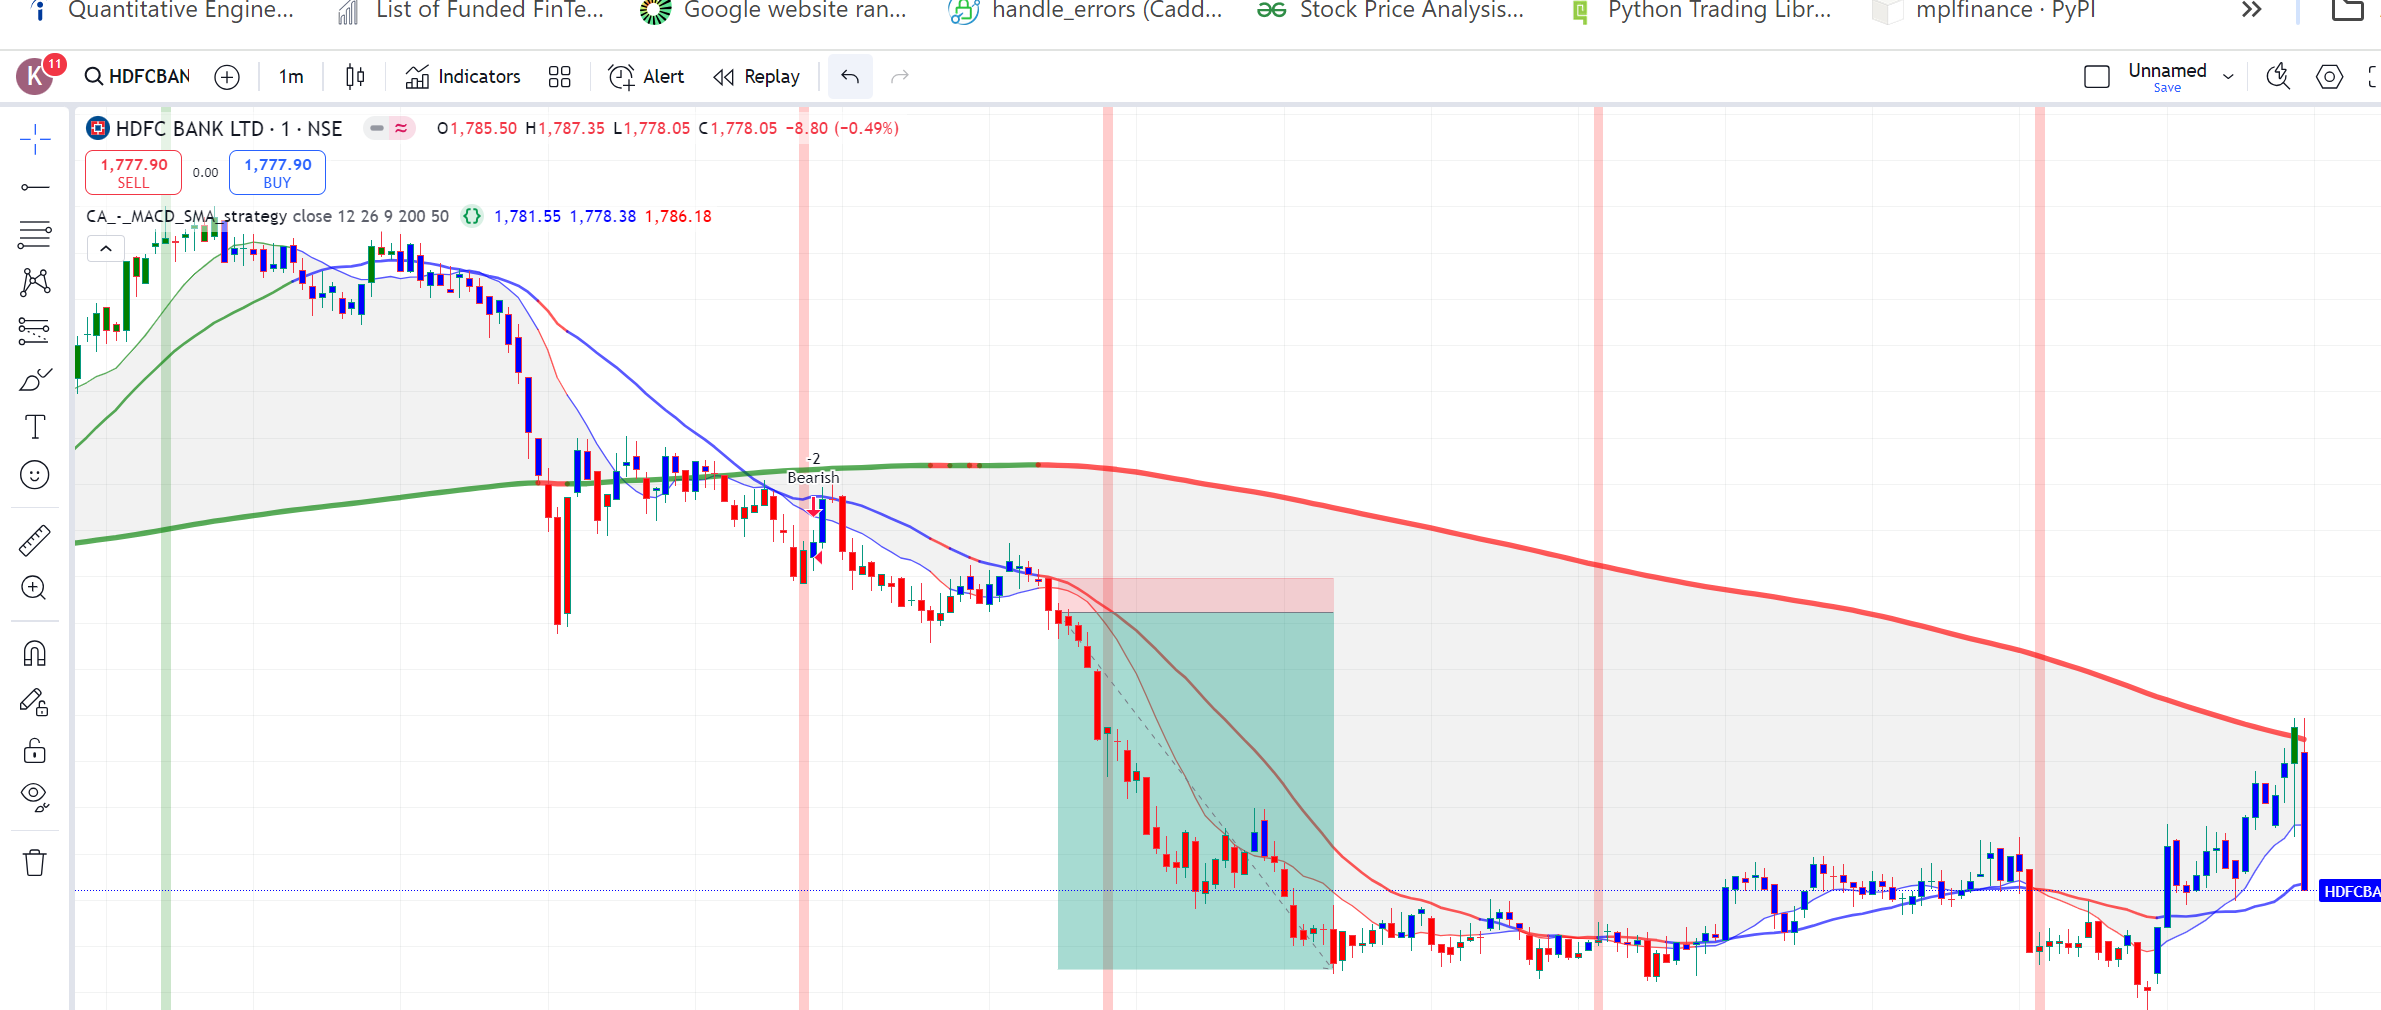 Quantitative Engine... List of Funded FinTe... Google website ran... handle_errors (Cadd... Stock Price Analysis... Python Trading Libr... mplfinance · PyPI
K 11 HDFCBAN 1m Indicators Alert Replay Unnamed
Save
HDFC BANK LTD · 1 · NSE O1,785.50 H1,787.35 L1,778.05 C1,778.05 −8.80 (−0.49%)
1,777.90 SELL 0.00 1,777.90 BUY
CA_-_MACD_SMA_strategy close 12 26 9 200 50 {} 1,781.55 1,778.38 1,786.18
-2
Bearish
HDFCBA